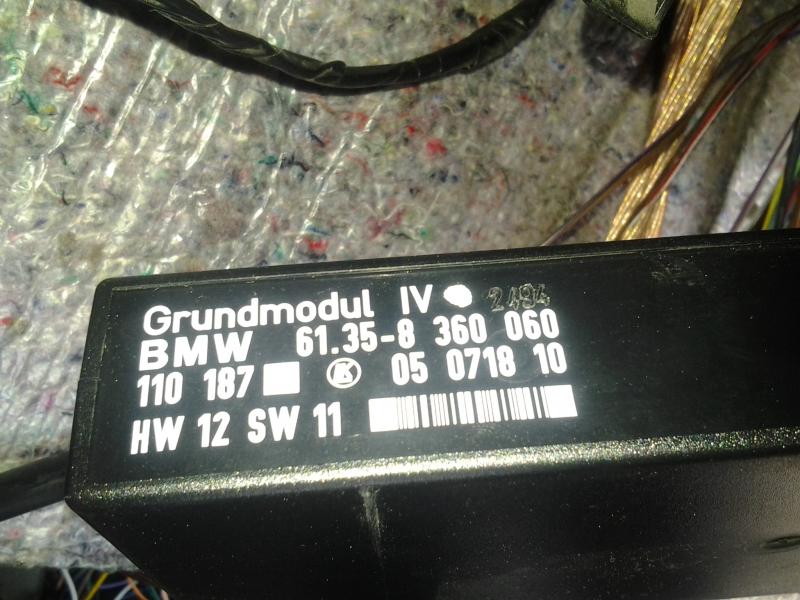 Grundmodul IV 2494
BMW 61.35-8 360 060
110 187 05 0718 10
HW 12 SW 11